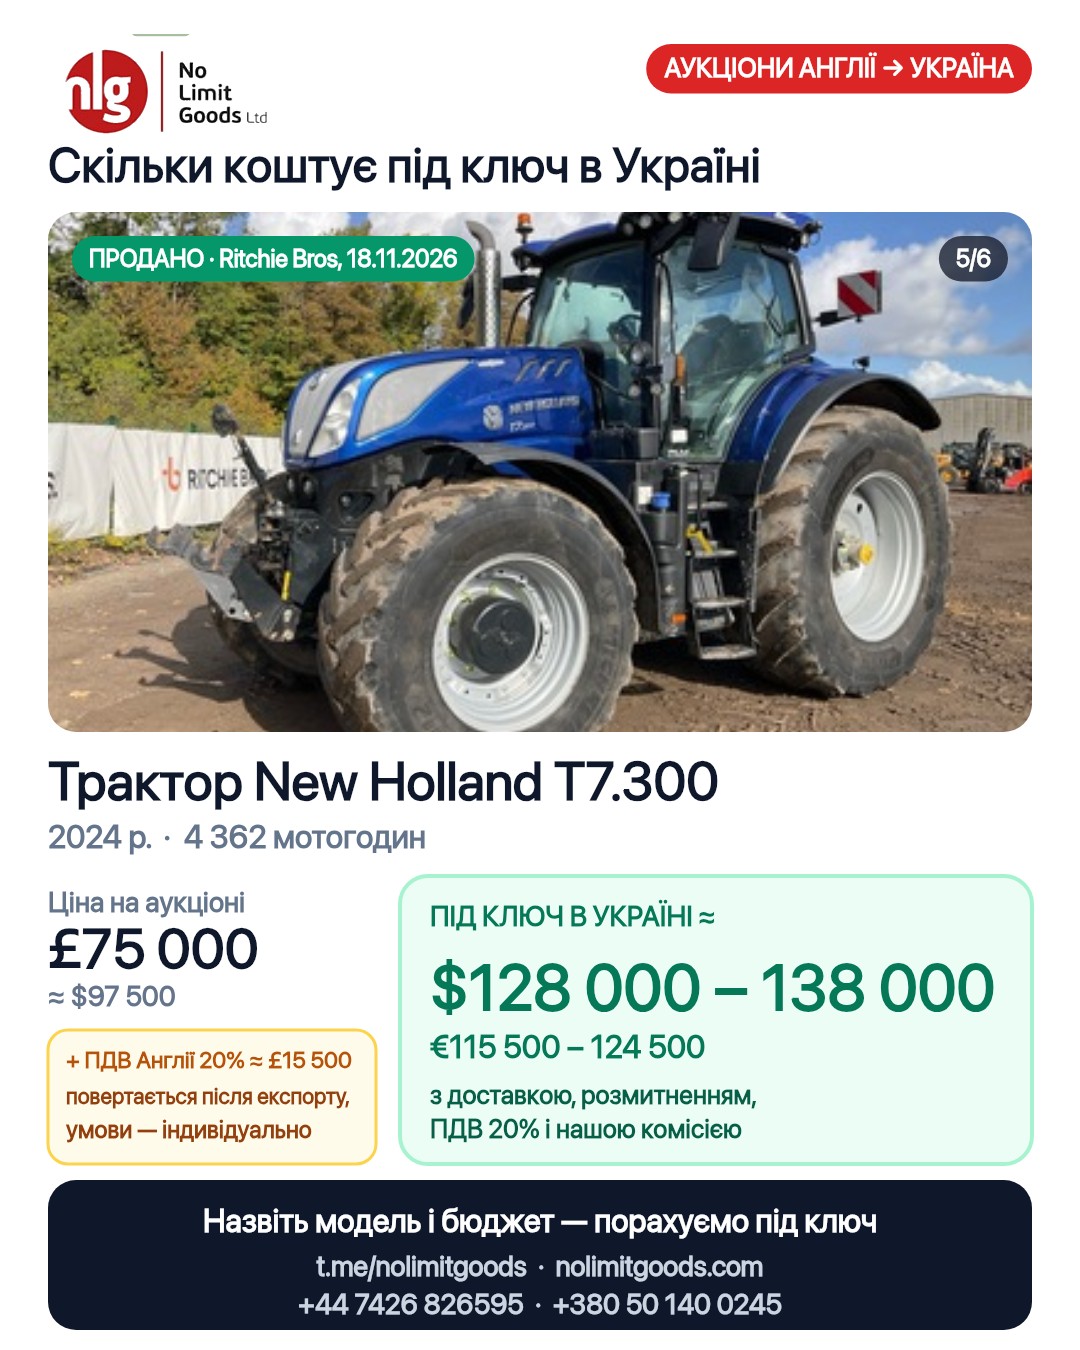 nlg
No
Limit
Goods Ltd
АУКЦІОНИ АНГЛІЇ → УКРАЇНА
Скільки коштує під ключ в Україні
ПРОДАНО · Ritchie Bros, 18.11.2026
5/6
NEW HOLLAND
RITCHIE B
Трактор New Holland T7.300
2024 р. · 4 362 мотогодин
Ціна на аукціоні
£75 000
≈ $97 500
+ ПДВ Англії 20% ≈ £15 500
повертається після експорту,
умови — індивідуально
ПІД КЛЮЧ В УКРАЇНІ ≈
$128 000 – 138 000
€115 500 – 124 500
з доставкою, розмитненням,
ПДВ 20% і нашою комісією
Назвіть модель і бюджет — порахуємо під ключ
t.me/nolimitgoods · nolimitgoods.com
+44 7426 826595 · +380 50 140 0245